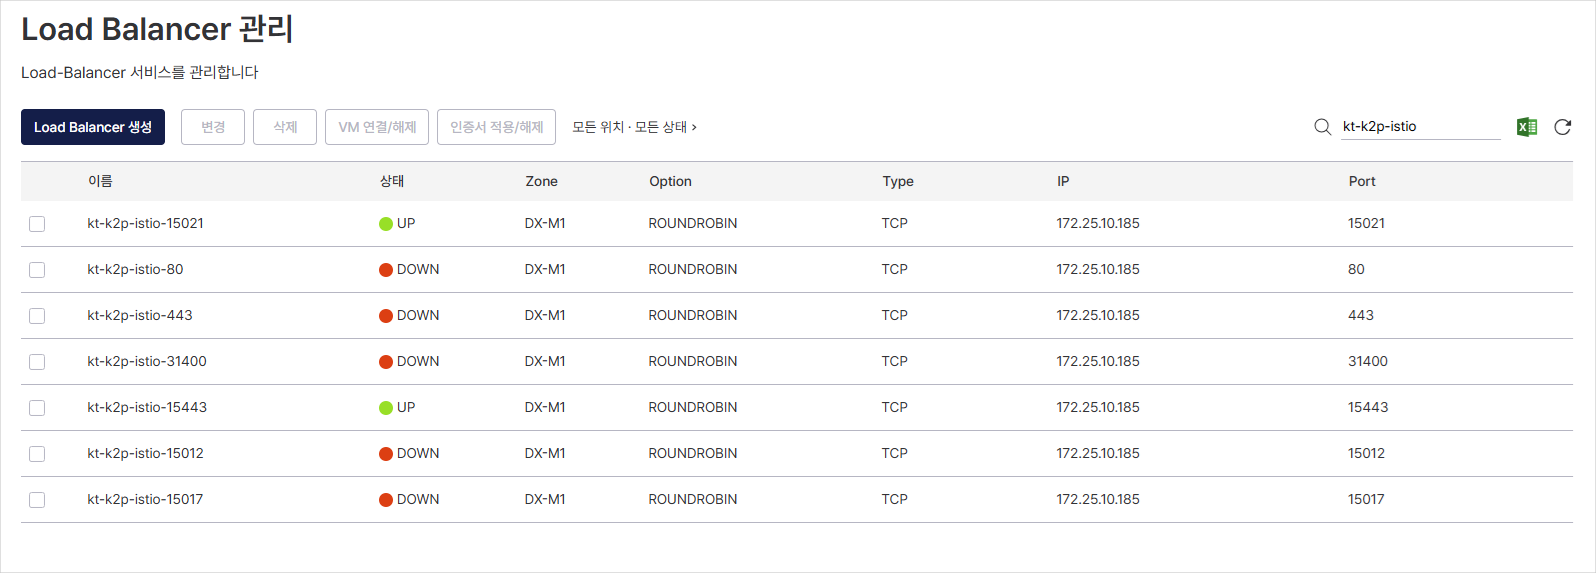 Load Balancer 관리
Load-Balancer 서비스를 관리합니다
Load Balancer 생성 변경 삭제 VM 연결/해제 인증서 적용/해제 모든 위치 · 모든 상태 > kt-k2p-istio
이름 상태 Zone Option Type IP Port
kt-k2p-istio-15021 UP DX-M1 ROUNDROBIN TCP 172.25.10.185 15021
kt-k2p-istio-80 DOWN DX-M1 ROUNDROBIN TCP 172.25.10.185 80
kt-k2p-istio-443 DOWN DX-M1 ROUNDROBIN TCP 172.25.10.185 443
kt-k2p-istio-31400 DOWN DX-M1 ROUNDROBIN TCP 172.25.10.185 31400
kt-k2p-istio-15443 UP DX-M1 ROUNDROBIN TCP 172.25.10.185 15443
kt-k2p-istio-15012 DOWN DX-M1 ROUNDROBIN TCP 172.25.10.185 15012
kt-k2p-istio-15017 DOWN DX-M1 ROUNDROBIN TCP 172.25.10.185 15017